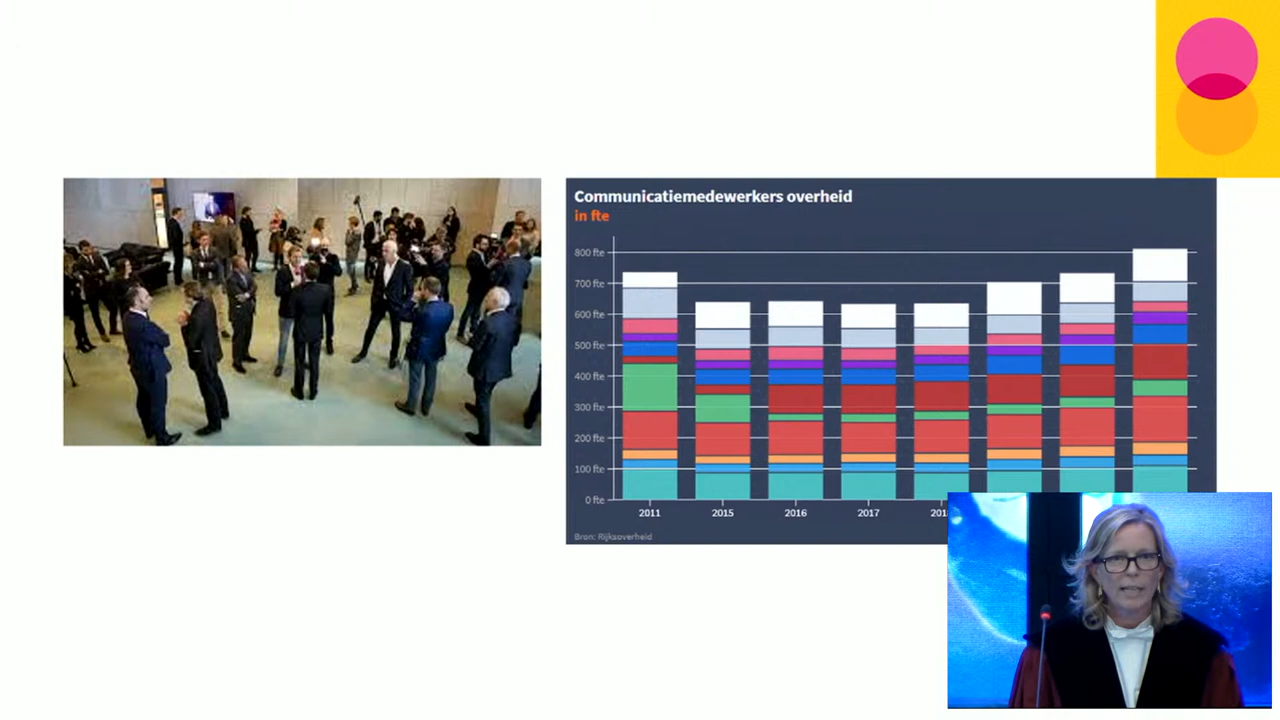 Communicatiemedewerkers overheid
in fte
800 fte
700 fte
600 fte
500 fte
400 fte
300 fte
200 fte
100 fte
0 fte
2011 2015 2016 2017
Bron: Rijksoverheid